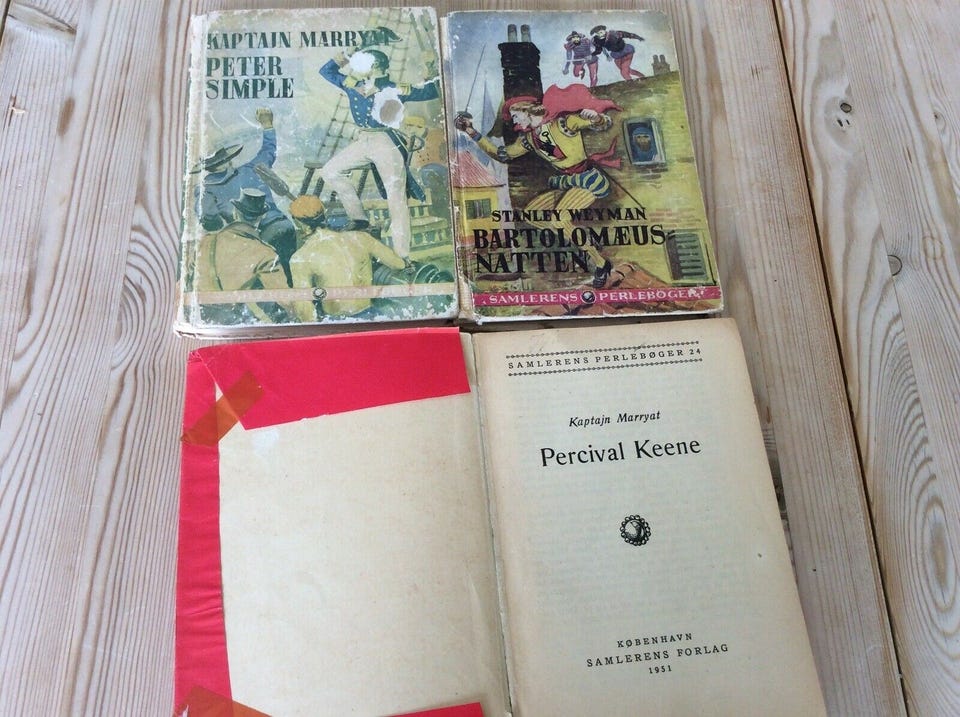 KAPTAJN MARRYAT
PETER
SIMPLE
STANLEY WEYMAN
BARTOLOMÆUS-
NATTEN
SAMLERENS PERLEBØGER
SAMLERENS PERLEBØGER 24
Kaptajn Marryat
Percival Keene
KØBENHAVN
SAMLERENS FORLAG
1951